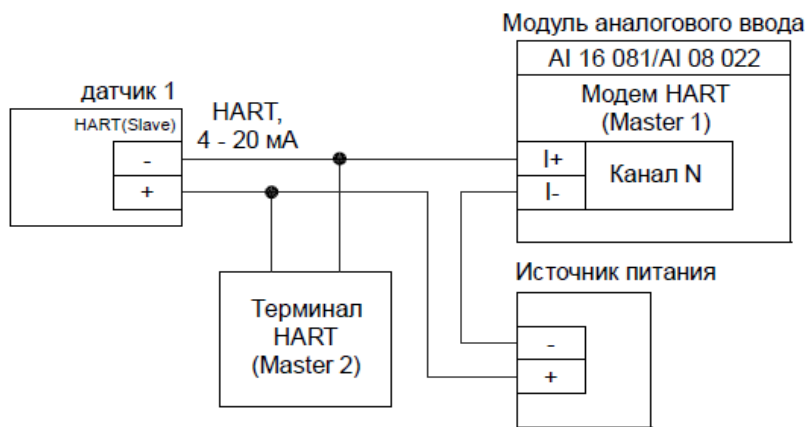 Модуль аналогового ввода
AI 16 081/AI 08 022
Модем HART
(Master 1)
I+
I-
Канал N
датчик 1
HART(Slave)
-
+
HART,
4 - 20 мА
Терминал
HART
(Master 2)
Источник питания
-
+